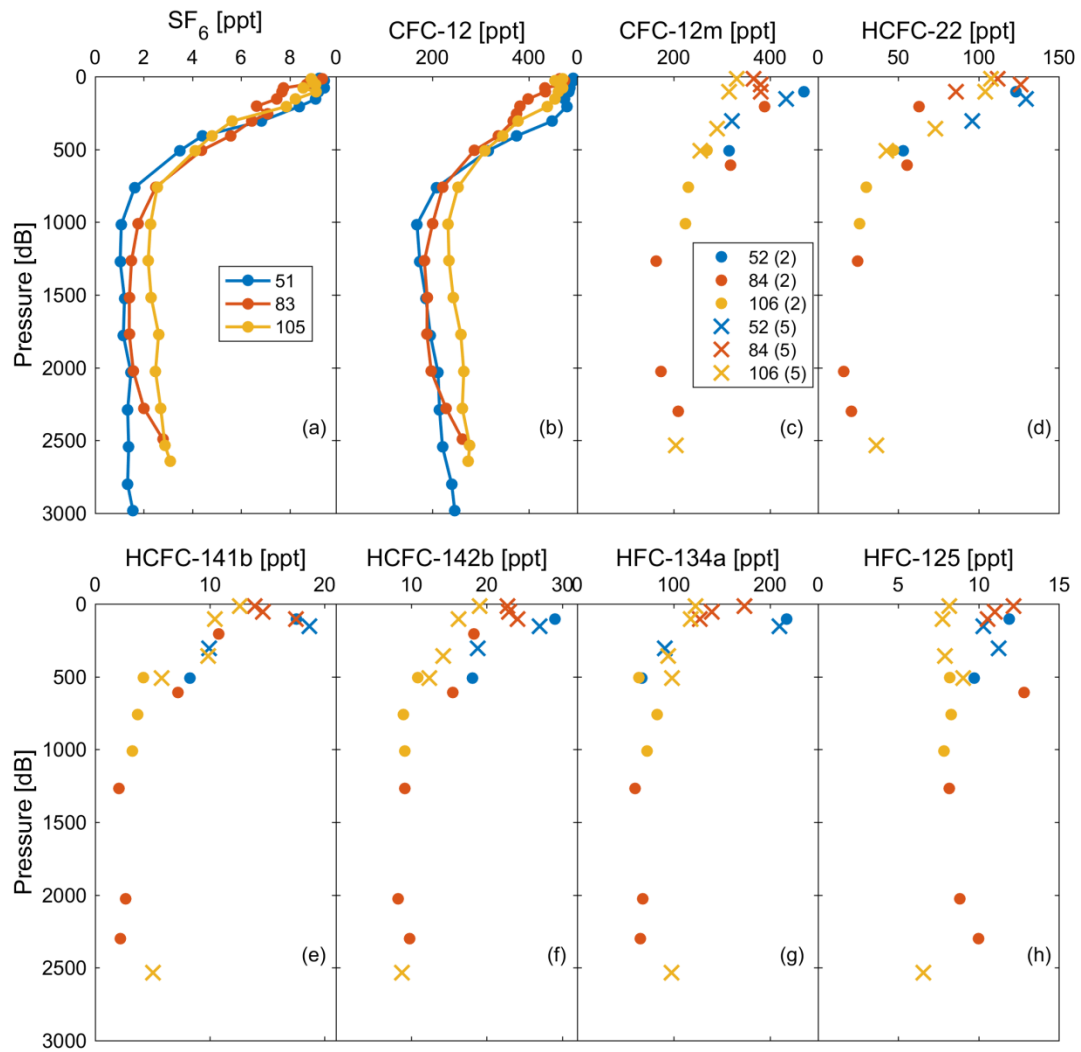 SF6 [ppt] CFC-12 [ppt] CFC-12m [ppt] HCFC-22 [ppt]
0 2 4 6 8 0 200 400 0 200 400 0 50 100 150
0
500
1000
1500
2000
2500
3000
Pressure [dB]
51
83
105
52 (2)
84 (2)
106 (2)
52 (5)
84 (5)
106 (5)
(a) (b) (c) (d)
HCFC-141b [ppt] HCFC-142b [ppt] HFC-134a [ppt] HFC-125 [ppt]
0 10 20 0 10 20 30 0 100 200 0 5 10 15
0
500
1000
1500
2000
2500
3000
Pressure [dB]
(e) (f) (g) (h)